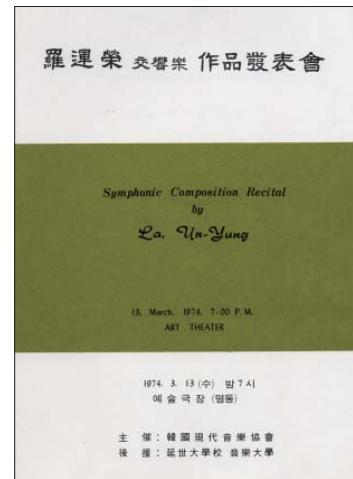 羅運榮 交響樂 作品發表會
Symphonic Composition Recital
by
La, Un-Yung
13, March, 1974, 7:00 P.M.
ART THEATER
1974. 3. 13 (수) 밤 7 시
예술극장 (명동)
主 催 : 韓國現代音樂協會
後 援 : 延世大學校 音樂大學